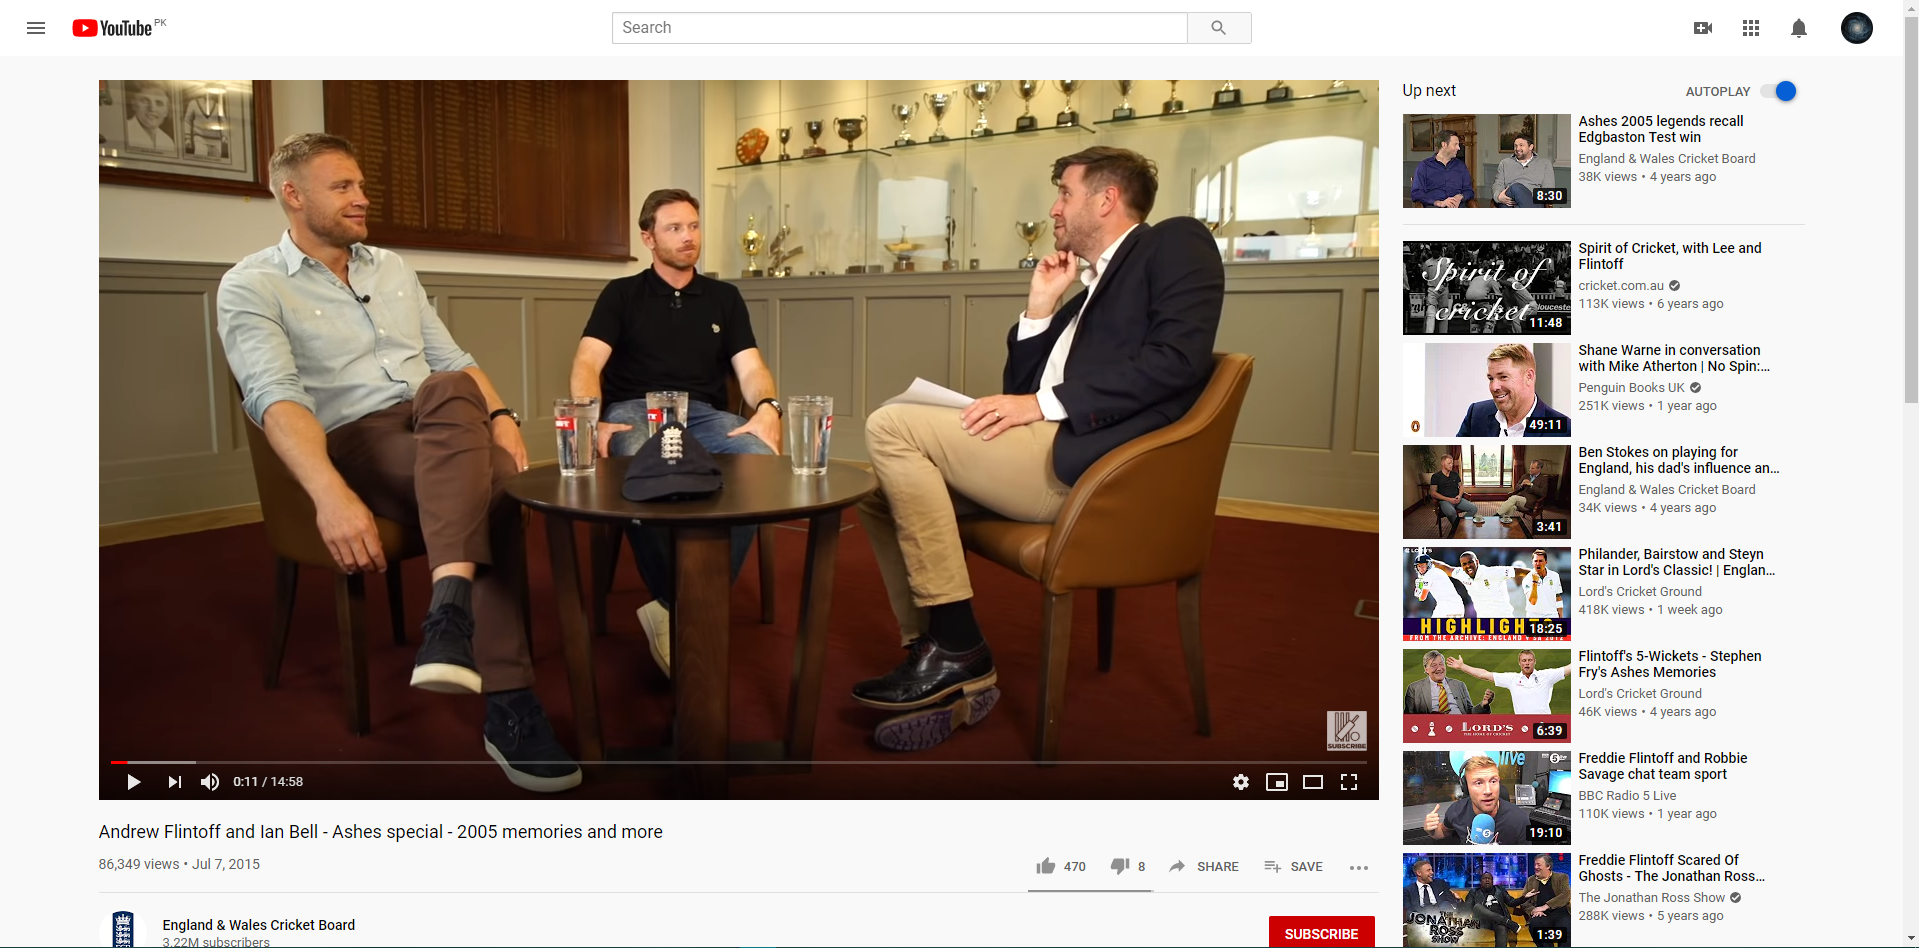 YouTube PK
Search
SUBSCRIBE
0:11 / 14:58
Andrew Flintoff and Ian Bell - Ashes special - 2005 memories and more
86,349 views • Jul 7, 2015
470
8
SHARE
SAVE
England & Wales Cricket Board
3.22M subscribers
SUBSCRIBE
Up next
AUTOPLAY
8:30
Ashes 2005 legends recall
Edgbaston Test win
England & Wales Cricket Board
38K views • 4 years ago
Spirit of
cricket
11:48
Spirit of Cricket, with Lee and
Flintoff
cricket.com.au
113K views • 6 years ago
49:11
Shane Warne in conversation
with Mike Atherton | No Spin:...
Penguin Books UK
251K views • 1 year ago
3:41
Ben Stokes on playing for
England, his dad's influence an...
England & Wales Cricket Board
34K views • 4 years ago
HIGHLIGHTS
18:25
Philander, Bairstow and Steyn
Star in Lord's Classic! | Englan...
Lord's Cricket Ground
418K views • 1 week ago
LORD'S
6:39
Flintoff's 5-Wickets - Stephen
Fry's Ashes Memories
Lord's Cricket Ground
46K views • 4 years ago
live
19:10
Freddie Flintoff and Robbie
Savage chat team sport
BBC Radio 5 Live
110K views • 1 year ago
THE
JONATHAN
ROSS
SHOW
1:39
Freddie Flintoff Scared Of
Ghosts - The Jonathan Ross...
The Jonathan Ross Show
288K views • 5 years ago